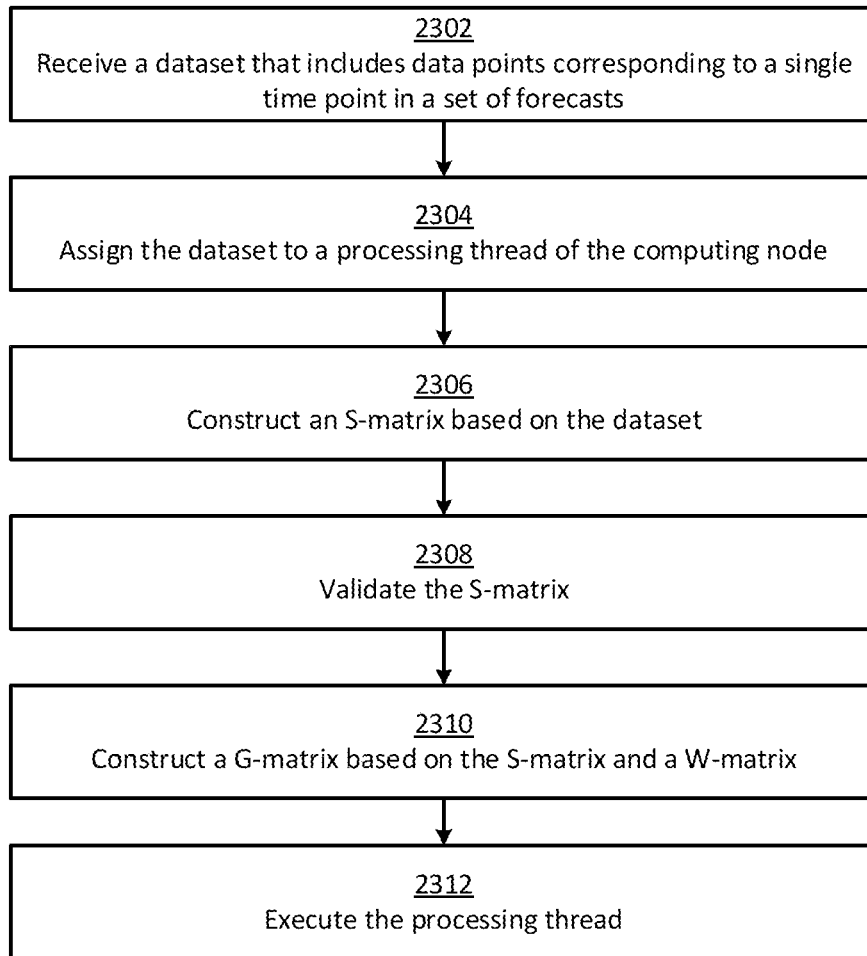 2302
Receive a dataset that includes data points corresponding to a single
time point in a set of forecasts
2304
Assign the dataset to a processing thread of the computing node
2306
Construct an S-matrix based on the dataset
2308
Validate the S-matrix
2310
Construct a G-matrix based on the S-matrix and a W-matrix
2312
Execute the processing thread